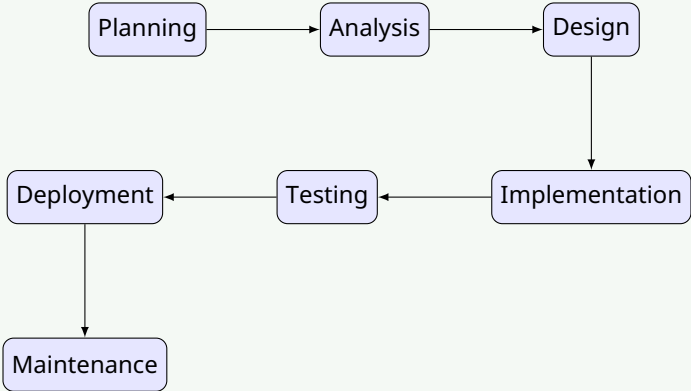 Planning
Analysis
Design
Deployment
Testing
Implementation
Maintenance